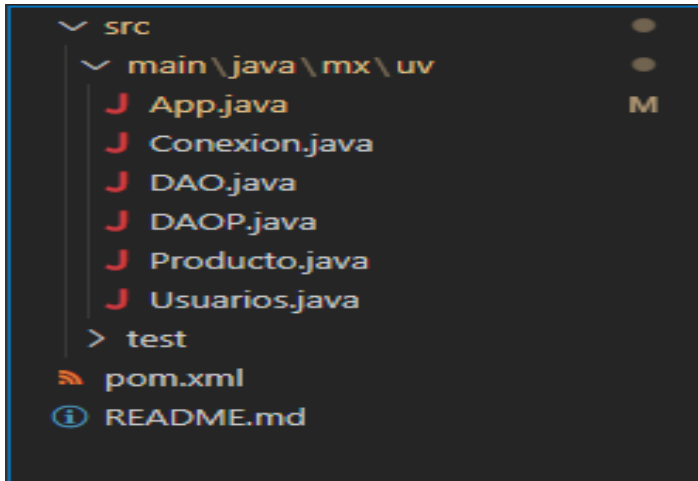 src
main\java\mx\uv
J App.java M
J Conexion.java
J DAO.java
J DAOP.java
J Producto.java
J Usuarios.java
test
pom.xml
README.md